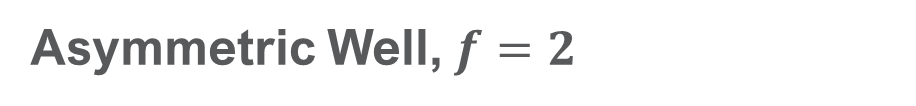 Asymmetric Well, f = 2